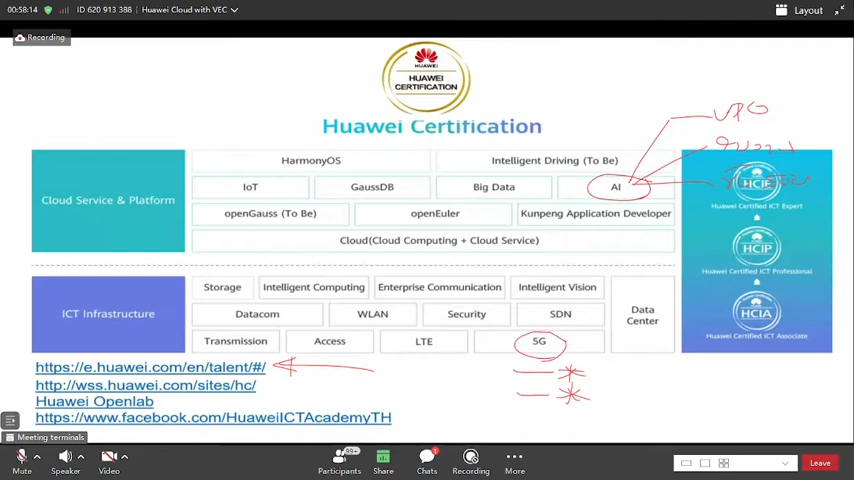 00:58:14 ID 620 913 388 Huawei Cloud with VEC Layout
Recording
HUAWEI
HUAWEI
CERTIFICATION
Huawei Certification
Cloud Service & Platform
HarmonyOS Intelligent Driving (To Be)
IoT GaussDB Big Data AI
openGauss (To Be) openEuler Kunpeng Application Developer
Cloud(Cloud Computing + Cloud Service)
HCIE
Huawei Certified ICT Expert
HCIP
Huawei Certified ICT Professional
HCIA
Huawei Certified ICT Associate
ICT Infrastructure
Storage Intelligent Computing Enterprise Communication Intelligent Vision
Datacom WLAN Security SDN
Transmission Access LTE 5G
Data
Center
https://e.huawei.com/en/talent/#/
http://wss.huawei.com/sites/hc/
Huawei Openlab
https://www.facebook.com/HuaweiICTAcademyTH
Meeting terminals
99+ 1
Mute Speaker Video Participants Share Chats Recording More Leave